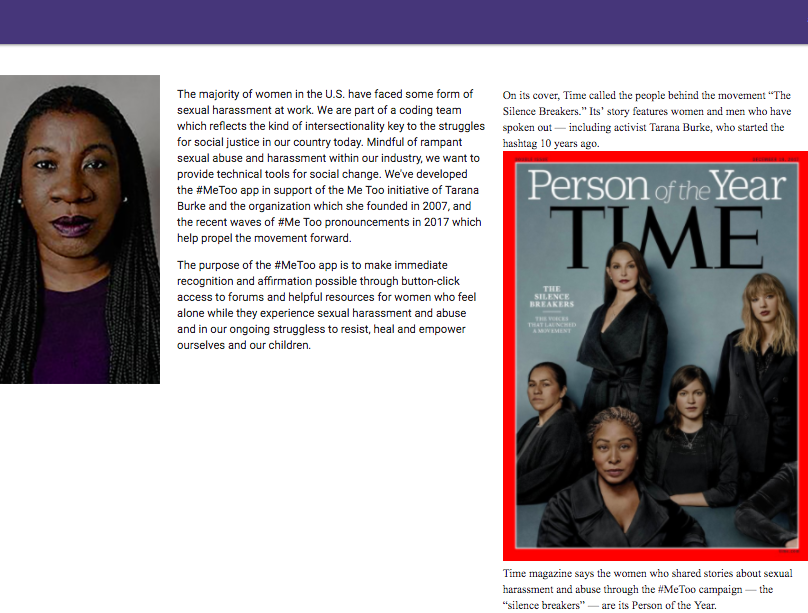 The majority of women in the U.S. have faced some form of
sexual harassment at work. We are part of a coding team
which reflects the kind of intersectionality key to the struggles
for social justice in our country today. Mindful of rampant
sexual abuse and harassment within our industry, we want to
provide technical tools for social change. We've developed
the #MeToo app in support of the Me Too initiative of Tarana
Burke and the organization which she founded in 2007, and
the recent waves of #Me Too pronouncements in 2017 which
help propel the movement forward.
The purpose of the #MeToo app is to make immediate
recognition and affirmation possible through button-click
access to forums and helpful resources for women who feel
alone while they experience sexual harassment and abuse
and in our ongoing struggless to resist, heal and empower
ourselves and our children.
On its cover, Time called the people behind the movement “The
Silence Breakers.” Its’ story features women and men who have
spoken out — including activist Tarana Burke, who started the
hashtag 10 years ago.
Person of the Year
TIME
THE
SILENCE
BREAKERS
THE VOICES
THAT LAUNCHED
A MOVEMENT
Time magazine says the women who shared stories about sexual
harassment and abuse through the #MeToo campaign — the
“silence breakers” — are its Person of the Year.